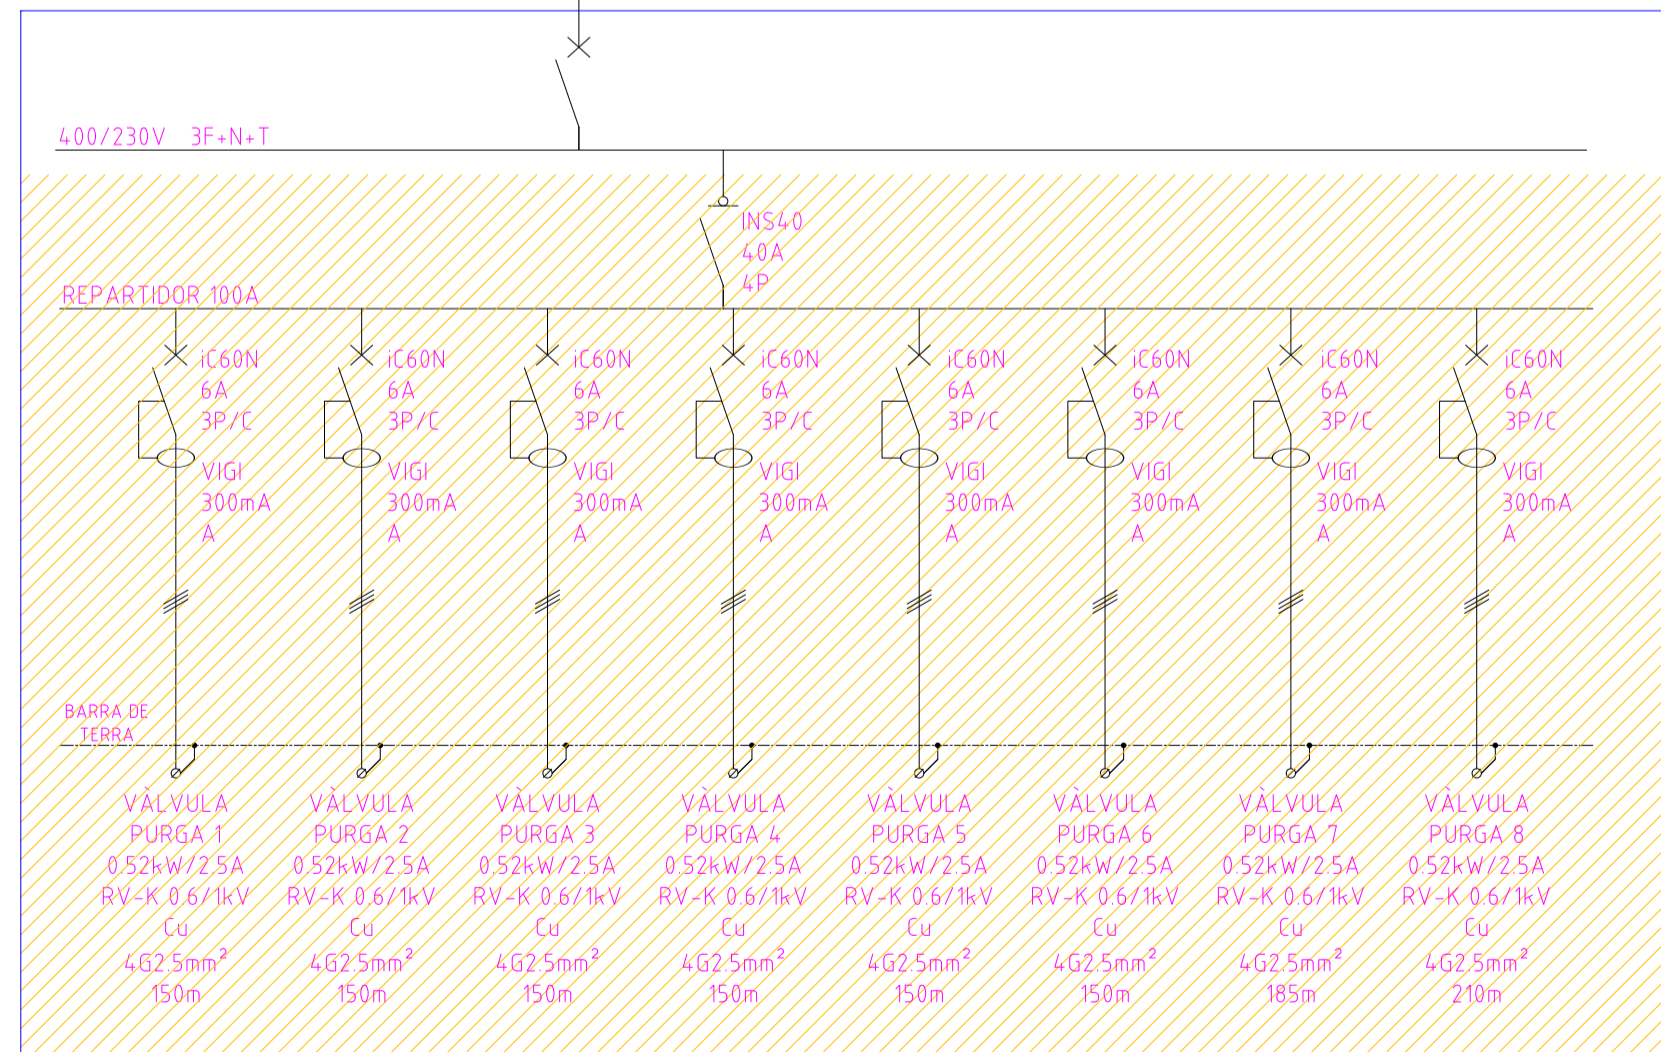 400/230V 3F+N+T
INS40
40A
4P
REPARTIDOR 100A
iC60N
6A
3P/C
VIGI
300mA
A
iC60N
6A
3P/C
VIGI
300mA
A
iC60N
6A
3P/C
VIGI
300mA
A
iC60N
6A
3P/C
VIGI
300mA
A
iC60N
6A
3P/C
VIGI
300mA
A
iC60N
6A
3P/C
VIGI
300mA
A
iC60N
6A
3P/C
VIGI
300mA
A
iC60N
6A
3P/C
VIGI
300mA
A
BARRA DE
TERRA
VÀLVULA
PURGA 1
0.52kW/2.5A
RV-K 0.6/1kV
Cu
4G2.5mm²
150m
VÀLVULA
PURGA 2
0.52kW/2.5A
RV-K 0.6/1kV
Cu
4G2.5mm²
150m
VÀLVULA
PURGA 3
0.52kW/2.5A
RV-K 0.6/1kV
Cu
4G2.5mm²
150m
VÀLVULA
PURGA 4
0.52kW/2.5A
RV-K 0.6/1kV
Cu
4G2.5mm²
150m
VÀLVULA
PURGA 5
0.52kW/2.5A
RV-K 0.6/1kV
Cu
4G2.5mm²
150m
VÀLVULA
PURGA 6
0.52kW/2.5A
RV-K 0.6/1kV
Cu
4G2.5mm²
150m
VÀLVULA
PURGA 7
0.52kW/2.5A
RV-K 0.6/1kV
Cu
4G2.5mm²
185m
VÀLVULA
PURGA 8
0.52kW/2.5A
RV-K 0.6/1kV
Cu
4G2.5mm²
210m